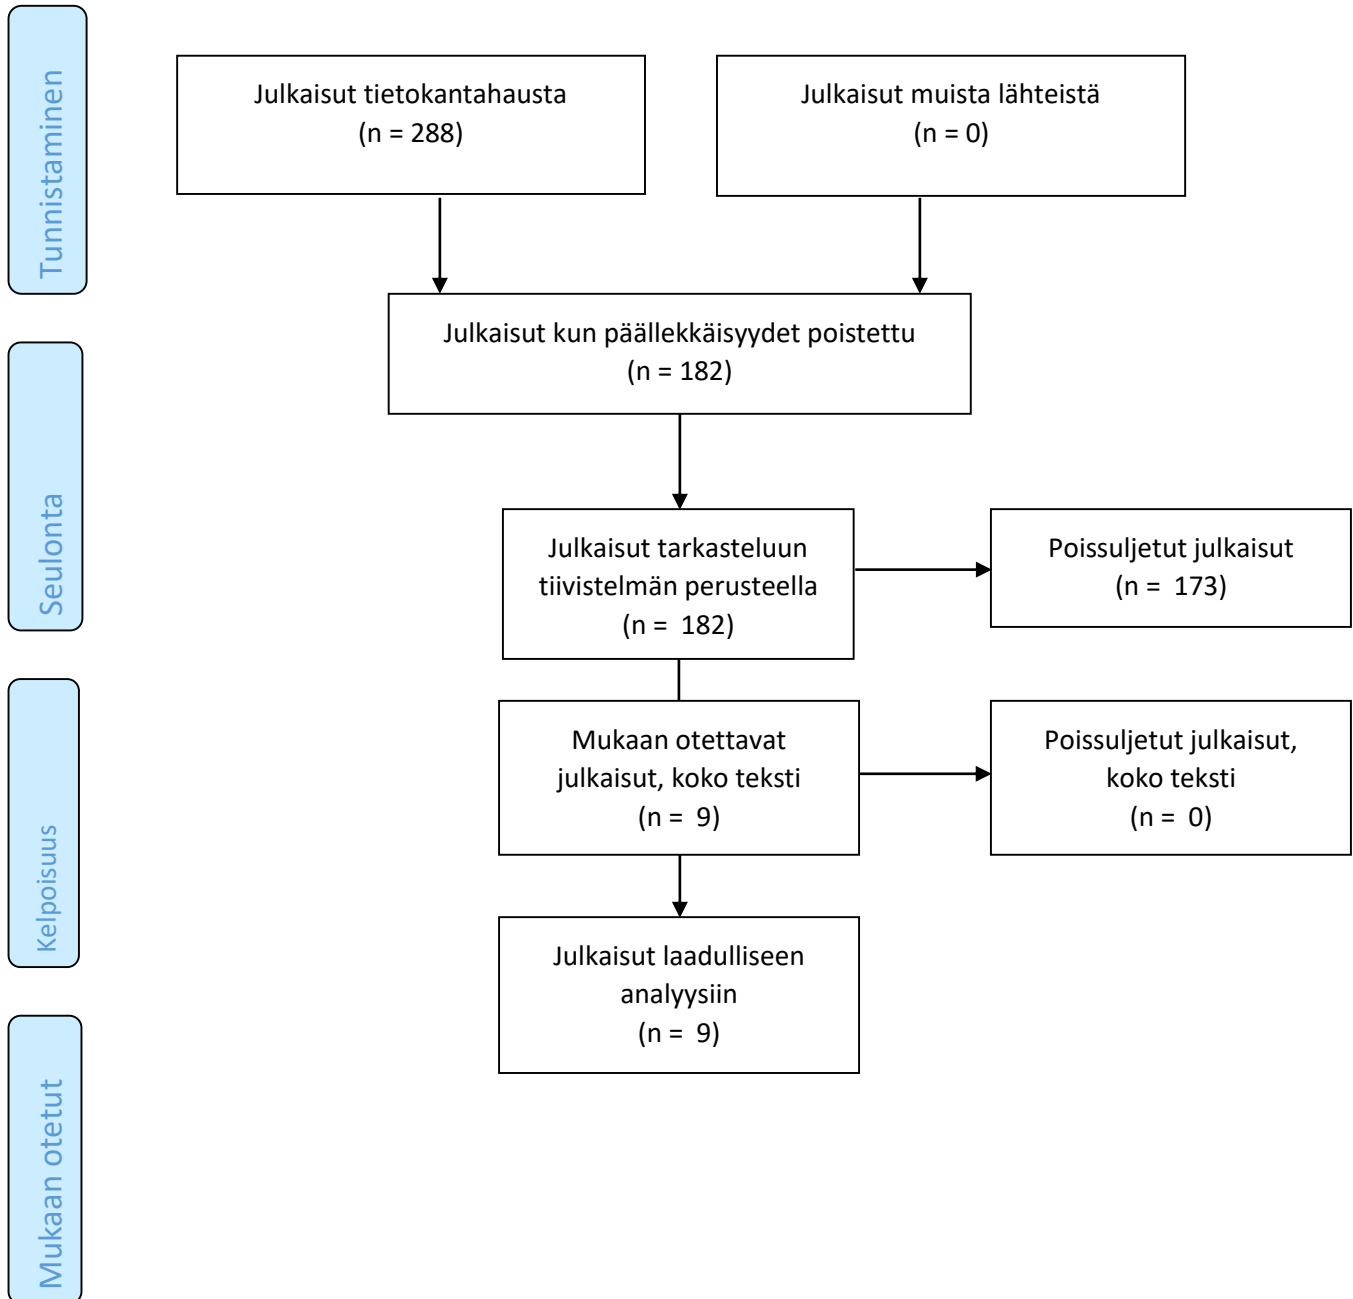 Tunnistaminen
Julkaisut tietokantahausta
(n = 288)
Julkaisut muista lähteistä
(n = 0)
Julkaisut kun päällekkäisyydet poistettu
(n = 182)
Seulonta
Julkaisut tarkasteluun
tiivistelmän perusteella
(n =  182)
Poissuljetut julkaisut
(n =  173)
Kelpoisuus
Mukaan otettavat
julkaisut, koko teksti
(n =  9)
Poissuljetut julkaisut,
koko teksti
(n =  0)
Julkaisut laadulliseen
analyysiin
(n =  9)
Mukaan otetut